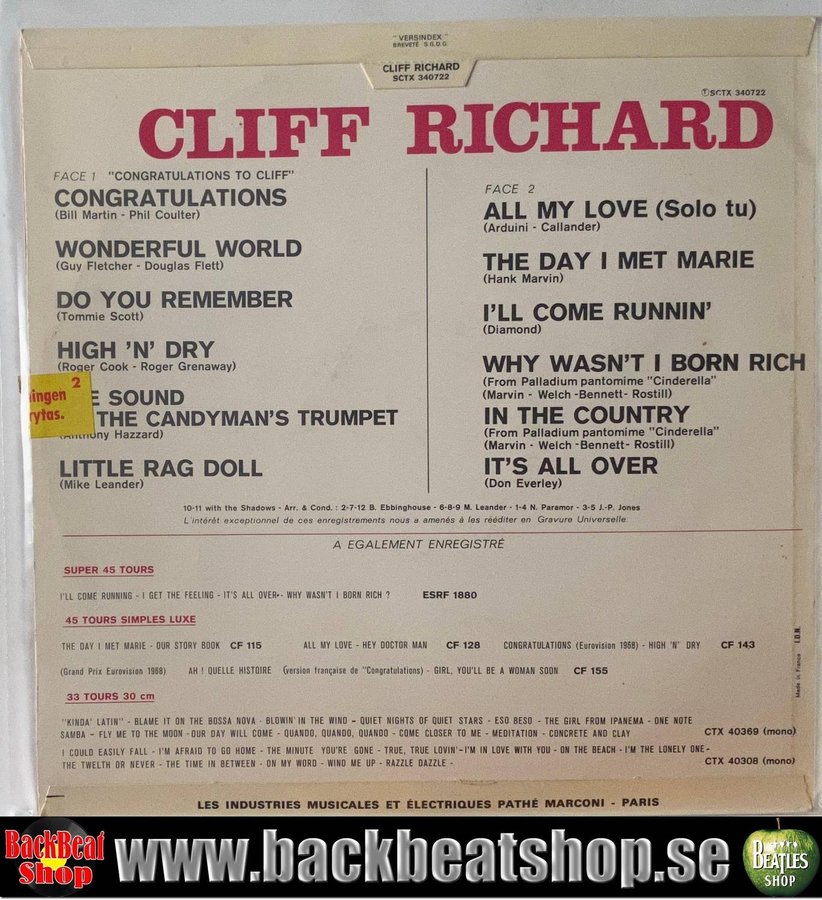 "VERSINDEX"
BREVETÉ S.G.D.G.
CLIFF RICHARD
SCTX 340722
SCTX 340722
CLIFF RICHARD
FACE 1 "CONGRATULATIONS TO CLIFF"
CONGRATULATIONS
(Bill Martin - Phil Coulter)
WONDERFUL WORLD
(Guy Fletcher - Douglas Flett)
DO YOU REMEMBER
(Tommie Scott)
HIGH 'N' DRY
(Roger Cook - Roger Grenaway)
2
ingen
rytas.
E SOUND
THE CANDYMAN'S TRUMPET
(Anthony Hazzard)
LITTLE RAG DOLL
(Mike Leander)
FACE 2
ALL MY LOVE (Solo tu)
(Arduini - Callander)
THE DAY I MET MARIE
(Hank Marvin)
I'LL COME RUNNIN'
(Diamond)
WHY WASN'T I BORN RICH
(From Palladium pantomime "Cinderella"
(Marvin - Welch -Bennett- Rostill)
IN THE COUNTRY
(From Palladium pantomime "Cinderella"
(Marvin - Welch -Bennett- Rostill)
IT'S ALL OVER
(Don Everley)
10-11 with the Shadows - Arr. & Cond. : 2-7-12 B. Ebbinghouse - 6-8-9 M. Leander - 1-4 N. Paramor - 3-5 J.-P. Jones
L'intérêt exceptionnel de ces enregistrements nous a amenés à les rééditer en Gravure Universelle.
A EGALEMENT ENREGISTRÉ
SUPER 45 TOURS
I'LL COME RUNNING - I GET THE FEELING - IT'S ALL OVER - WHY WASN'T I BORN RICH ? ESRF 1880
45 TOURS SIMPLES LUXE
THE DAY I MET MARIE - OUR STORY BOOK CF 115 ALL MY LOVE - HEY DOCTOR MAN CF 128 CONGRATULATIONS (Eurovision 1968) - HIGH 'N' DRY CF 143
(Grand Prix Eurovision 1968) AH ! QUELLE HISTOIRE (version française de "Congratulations) - GIRL, YOU'LL BE A WOMAN SOON CF 155
33 TOURS 30 cm
"KINDA' LATIN" - BLAME IT ON THE BOSSA NOVA - BLOWIN' IN THE WIND - QUIET NIGHTS OF QUIET STARS - ESO BESO - THE GIRL FROM IPANEMA - ONE NOTE
SAMBA - FLY ME TO THE MOON - OUR DAY WILL COME - QUANDO, QUANDO, QUANDO - COME CLOSER TO ME - MEDITATION - CONCRETE AND CLAY CTX 40369 (mono)
I COULD EASILY FALL - I'M AFRAID TO GO HOME - THE MINUTE YOU'RE GONE - TRUE, TRUE LOVIN' - I'M IN LOVE WITH YOU - ON THE BEACH - I'M THE LONELY ONE -
THE TWELTH OR NEVER - THE TIME IN BETWEEN - ON MY WORD - WIND ME UP - RAZZLE DAZZLE - CTX 40308 (mono)
Made in France I.D.N.
LES INDUSTRIES MUSICALES ET ÉLECTRIQUES PATHÉ MARCONI - PARIS
BackBeat
Shop
www.backbeatshop.se
BEATLES
SHOP